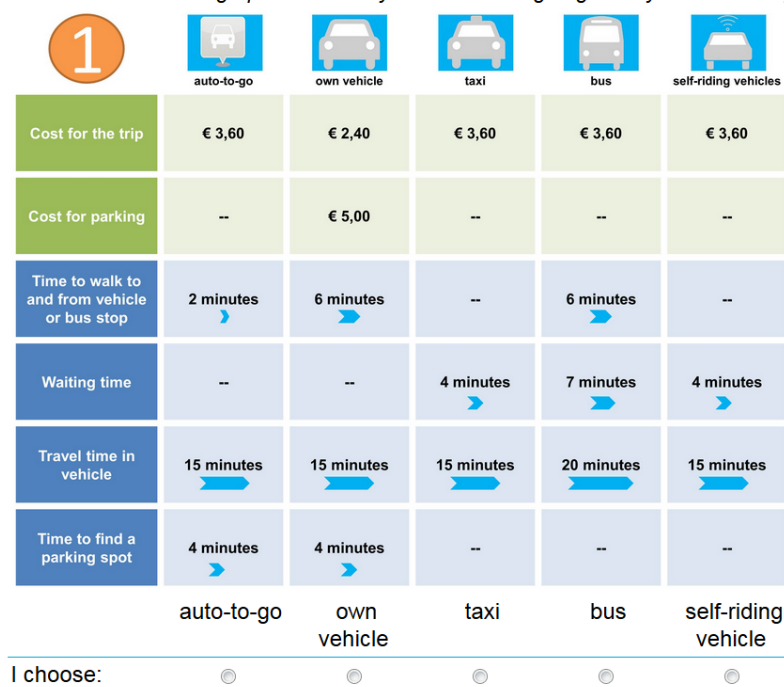 1
auto-to-go own vehicle taxi bus self-riding vehicles
Cost for the trip € 3,60 € 2,40 € 3,60 € 3,60 € 3,60
Cost for parking -- € 5,00 -- -- --
Time to walk to
and from vehicle
or bus stop
2 minutes 6 minutes -- 6 minutes --
Waiting time -- -- 4 minutes 7 minutes 4 minutes
Travel time in
vehicle
15 minutes 15 minutes 15 minutes 20 minutes 15 minutes
Time to find a
parking spot
4 minutes 4 minutes -- -- --
auto-to-go own taxi bus self-riding
vehicle vehicle
I choose: